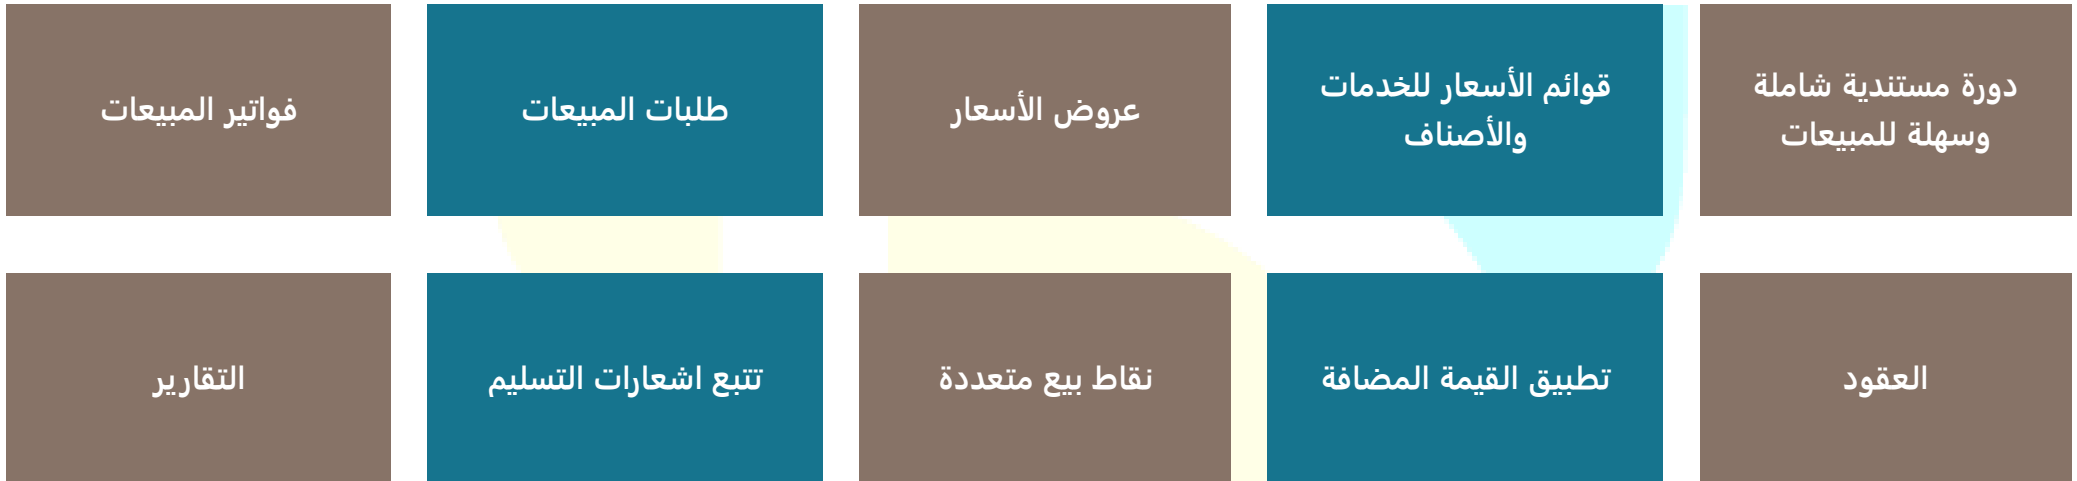 دورة مستندية شاملة
وسهلة للمبيعات
قوائم الأسعار للخدمات
والأصناف
عروض الأسعار
طلبات المبيعات
فواتير المبيعات
العقود
تطبيق القيمة المضافة
نقاط بيع متعددة
تتبع اشعارات التسليم
التقارير